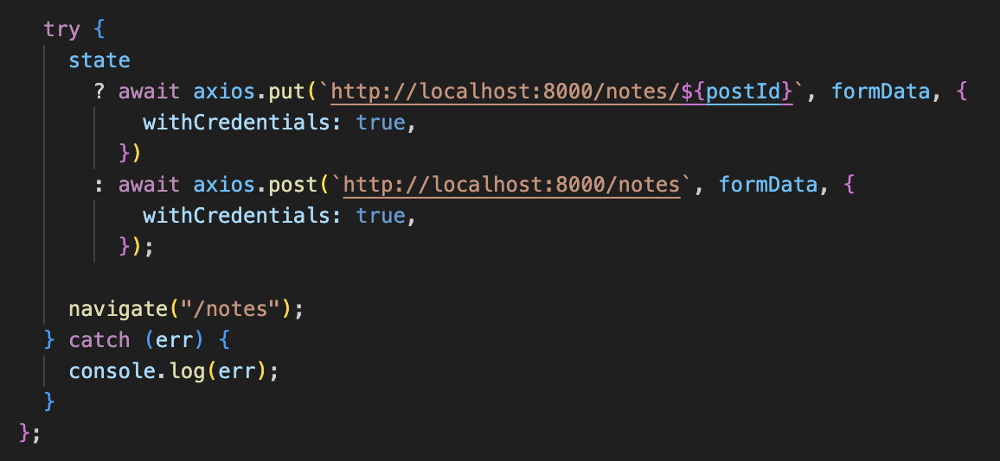 try {
state
? await axios.put(`http://localhost:8000/notes/${postId}`, formData, {
withCredentials: true,
})
: await axios.post(`http://localhost:8000/notes`, formData, {
withCredentials: true,
});
navigate("/notes");
} catch (err) {
console.log(err);
}
};